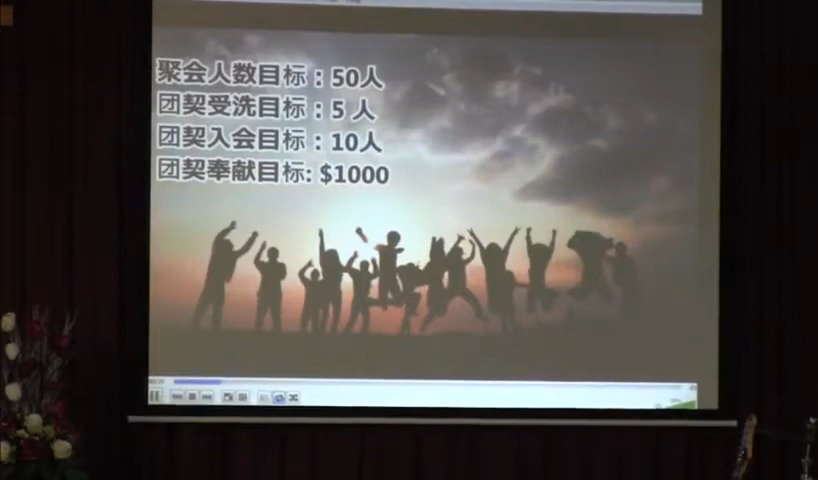 聚会人数目标：50人
团契受洗目标：5 人
团契入会目标：10人
团契奉献目标: $1000